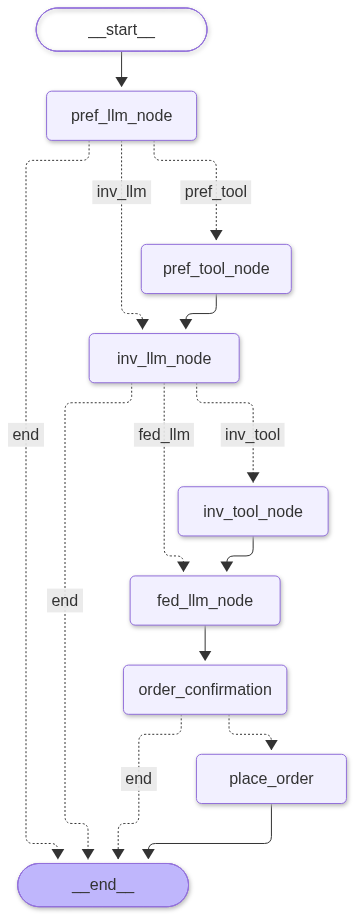 __start__
pref_llm_node
inv_llm
pref_tool
pref_tool_node
inv_llm_node
end
fed_llm
inv_tool
inv_tool_node
end
fed_llm_node
order_confirmation
end
place_order
__end__